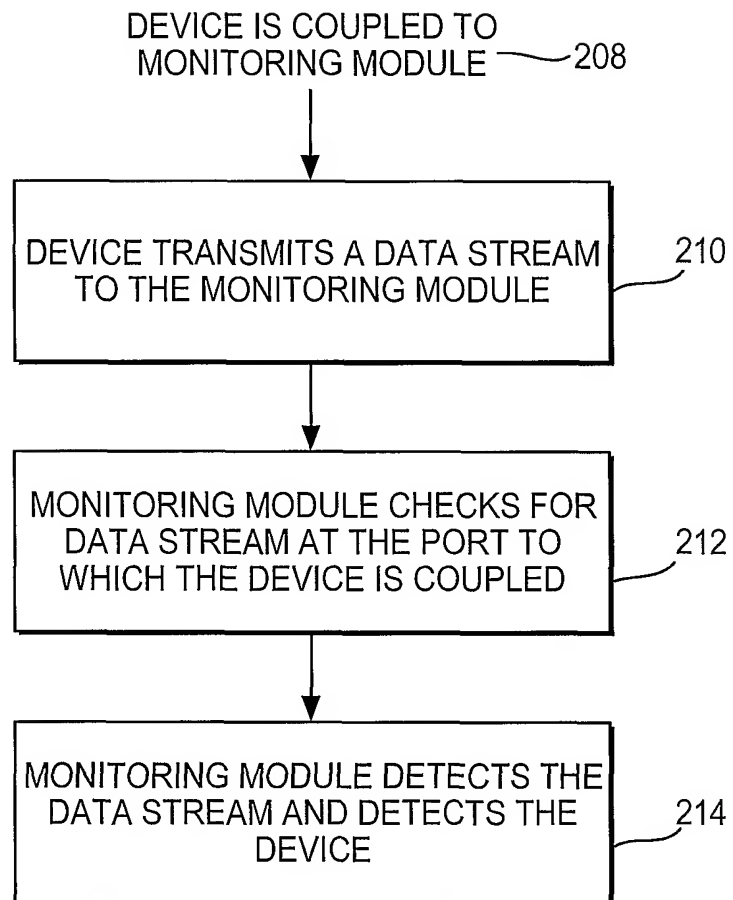 DEVICE IS COUPLED TO
MONITORING MODULE 208
DEVICE TRANSMITS A DATA STREAM
TO THE MONITORING MODULE
210
MONITORING MODULE CHECKS FOR
DATA STREAM AT THE PORT TO
WHICH THE DEVICE IS COUPLED
212
MONITORING MODULE DETECTS THE
DATA STREAM AND DETECTS THE
DEVICE
214